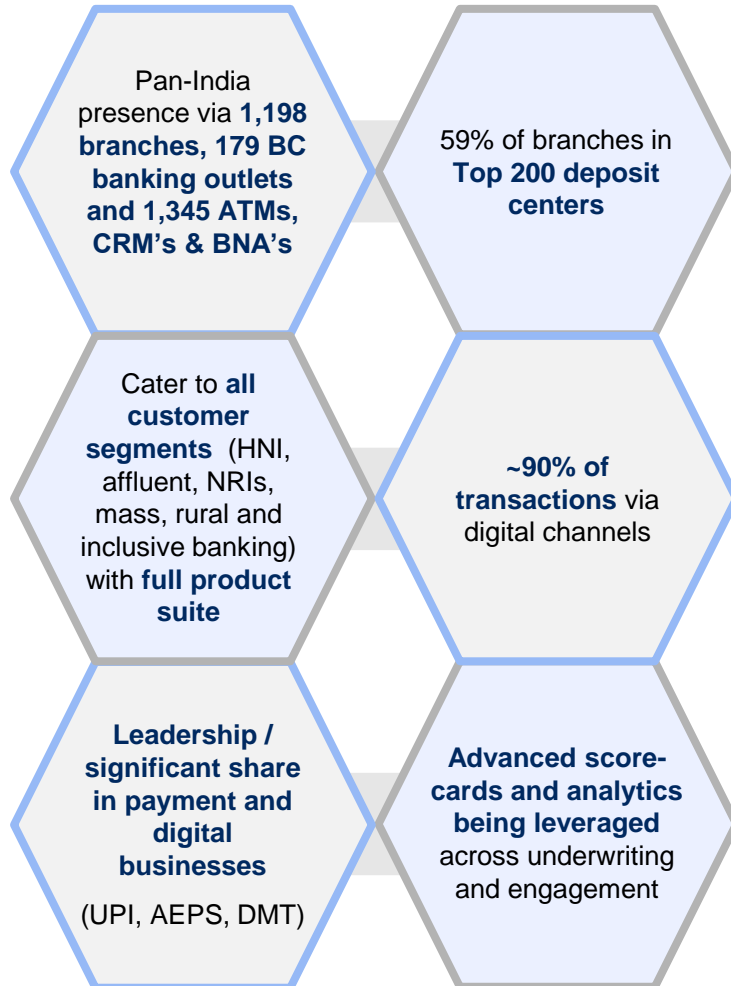 Pan-India
presence via 1,198
branches, 179 BC
banking outlets
and 1,345 ATMs,
CRM's & BNA's
59% of branches in
Top 200 deposit
centers
Cater to all
customer
segments (HNI,
affluent, NRIs,
mass, rural and
inclusive banking)
with full product
suite
~90% of
transactions via
digital channels
Leadership /
significant share
in payment and
digital
businesses
(UPI, AEPS, DMT)
Advanced score-
cards and analytics
being leveraged
across underwriting
and engagement